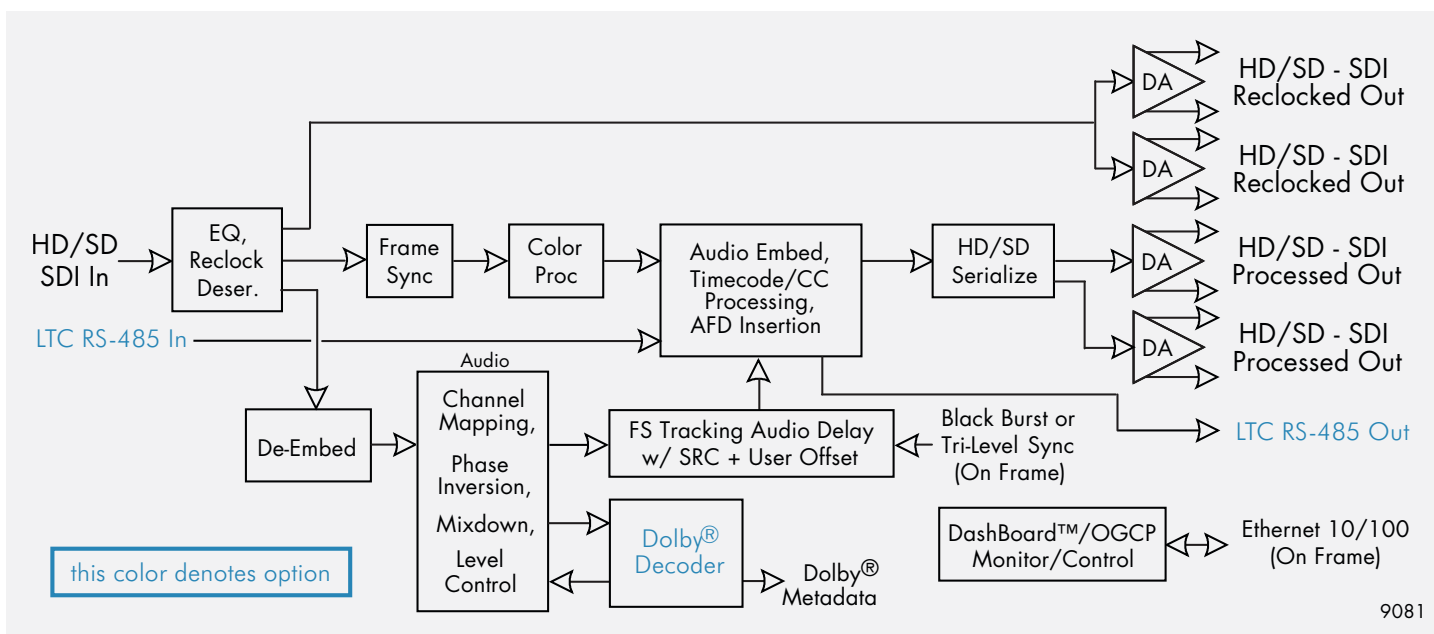 DA
HD/SD - SDI
Reclocked Out
DA
HD/SD - SDI
Reclocked Out
HD/SD
SDI In
EQ,
Reclock
Deser.
Frame
Sync
Color
Proc
Audio Embed,
Timecode/CC
Processing,
AFD Insertion
HD/SD
Serialize
DA
HD/SD - SDI
Processed Out
DA
HD/SD - SDI
Processed Out
LTC RS-485 In
Audio
De-Embed
Channel
Mapping,
Phase
Inversion,
Mixdown,
Level
Control
FS Tracking Audio Delay
w/ SRC + User Offset
Black Burst or
Tri-Level Sync
(On Frame)
LTC RS-485 Out
Dolby®
Decoder
Dolby®
Metadata
DashBoard™/OGCP
Monitor/Control
Ethernet 10/100
(On Frame)
this color denotes option
9081